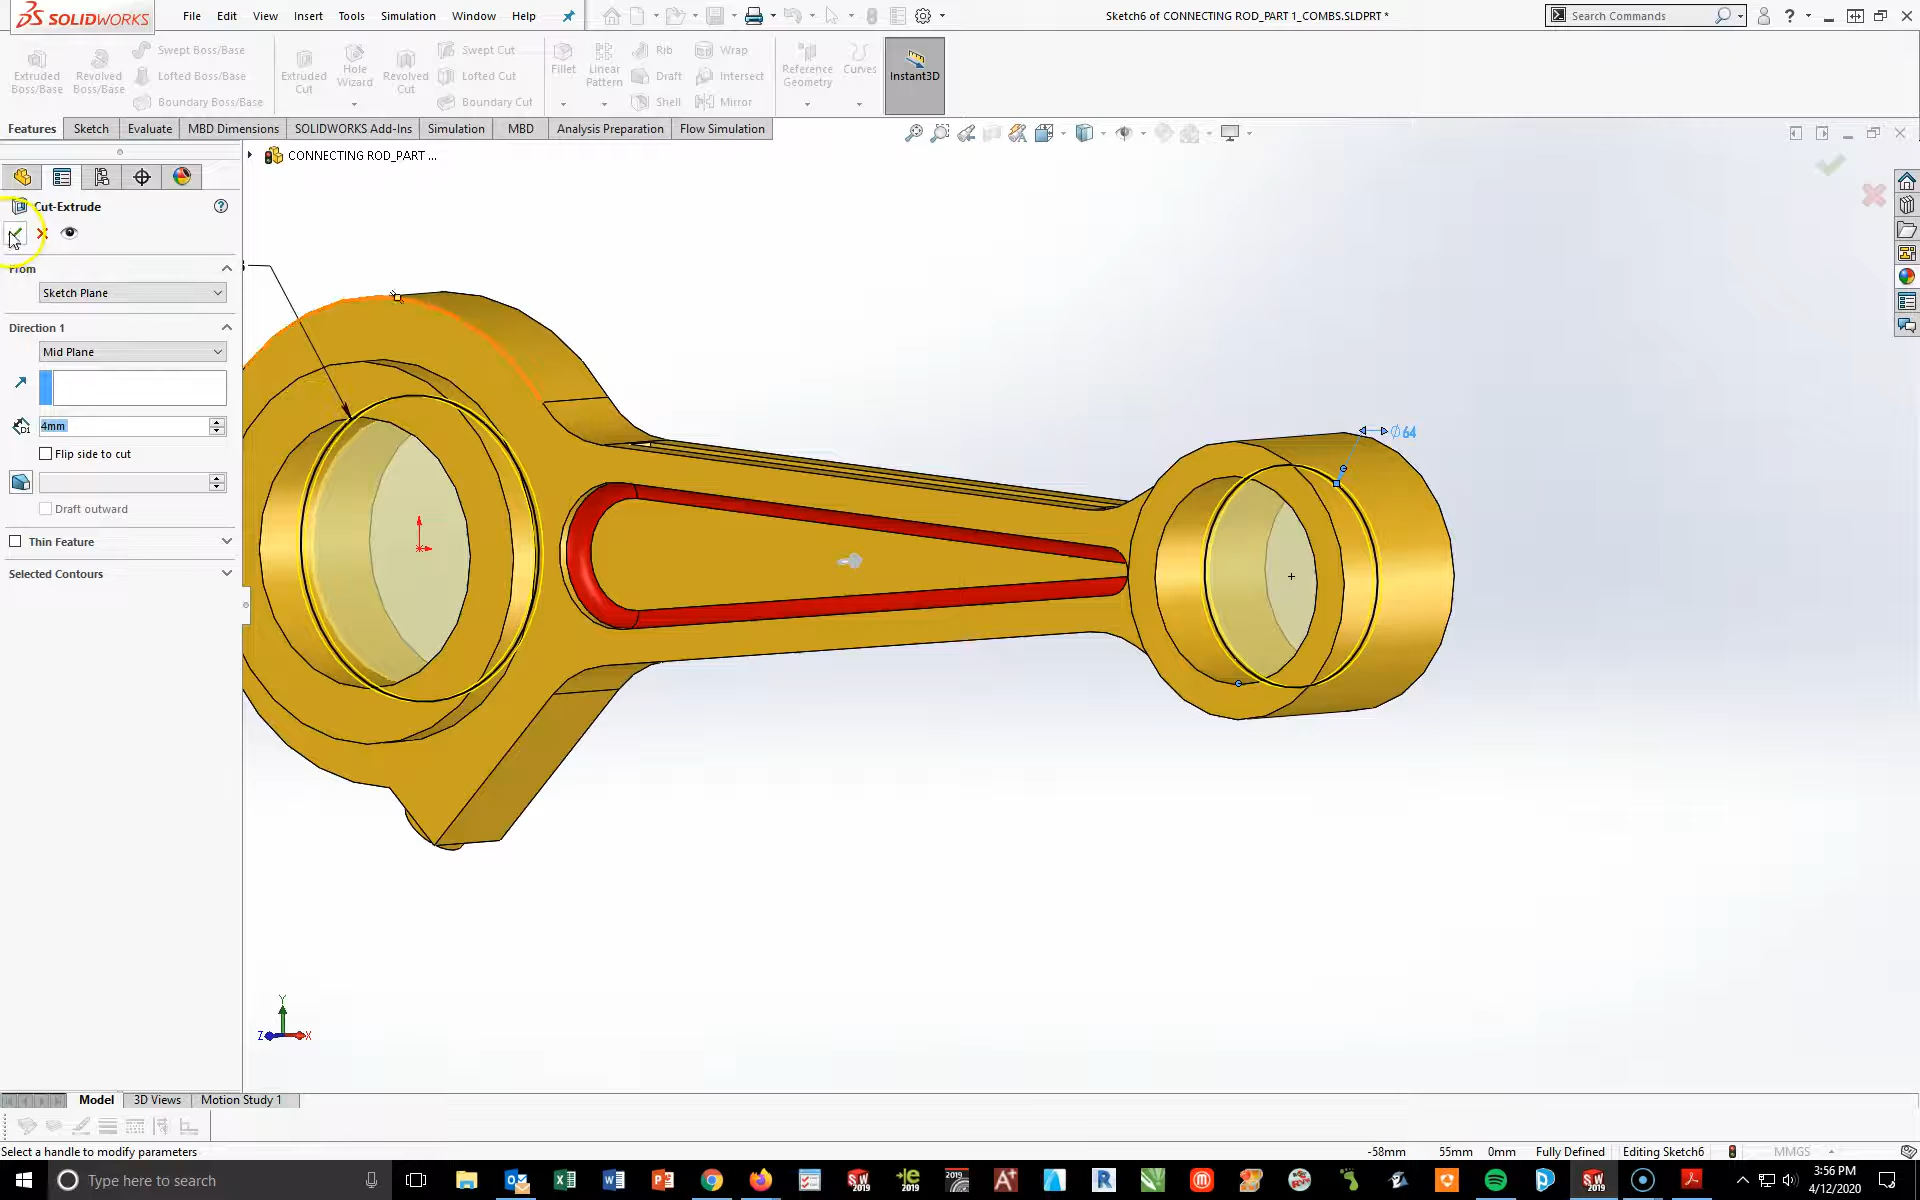 SOLIDWORKS
File Edit View Insert Tools Simulation Window Help
Sketch6 of CONNECTING ROD_PART 1_COMBS.SLDPRT *
Search Commands
Extruded Boss/Base
Revolved Boss/Base
Swept Boss/Base
Lofted Boss/Base
Boundary Boss/Base
Extruded Cut
Hole Wizard
Revolved Cut
Swept Cut
Lofted Cut
Boundary Cut
Fillet
Linear Pattern
Rib
Draft
Shell
Wrap
Intersect
Mirror
Reference Geometry
Curves
Instant3D
Features Sketch Evaluate MBD Dimensions SOLIDWORKS Add-Ins Simulation MBD Analysis Preparation Flow Simulation
CONNECTING ROD_PART ...
Cut-Extrude
From
Sketch Plane
Direction 1
Mid Plane
D1
4mm
Flip side to cut
Draft outward
Thin Feature
Selected Contours
∅64
Y
Z X
Model 3D Views Motion Study 1
Select a handle to modify parameters
-58mm 55mm 0mm Fully Defined Editing Sketch6 MMGS
Type here to search
3:56 PM
4/12/2020